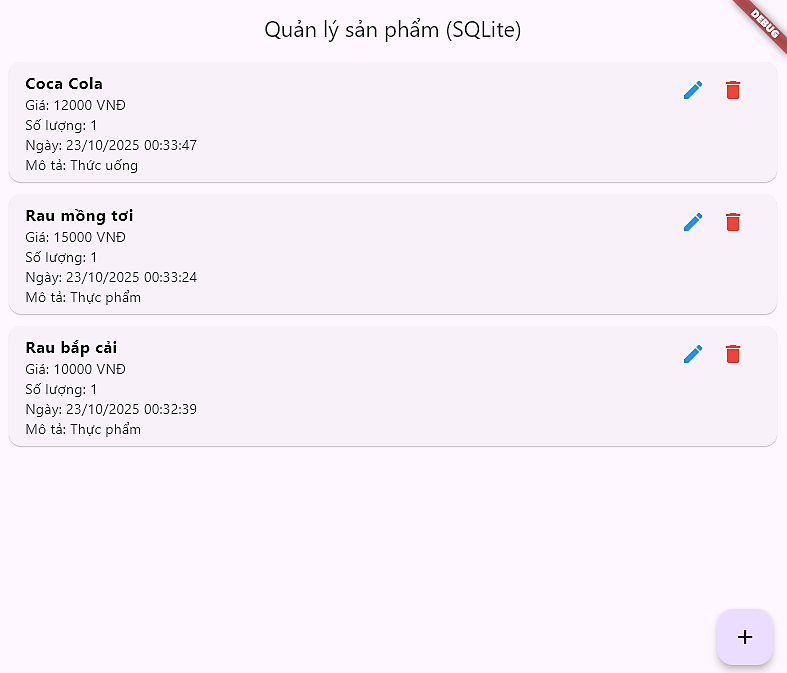 Quản lý sản phẩm (SQLite)
DEBUG
Coca Cola
Giá: 12000 VNĐ
Số lượng: 1
Ngày: 23/10/2025 00:33:47
Mô tả: Thức uống
Rau mồng tơi
Giá: 15000 VNĐ
Số lượng: 1
Ngày: 23/10/2025 00:33:24
Mô tả: Thực phẩm
Rau bắp cải
Giá: 10000 VNĐ
Số lượng: 1
Ngày: 23/10/2025 00:32:39
Mô tả: Thực phẩm